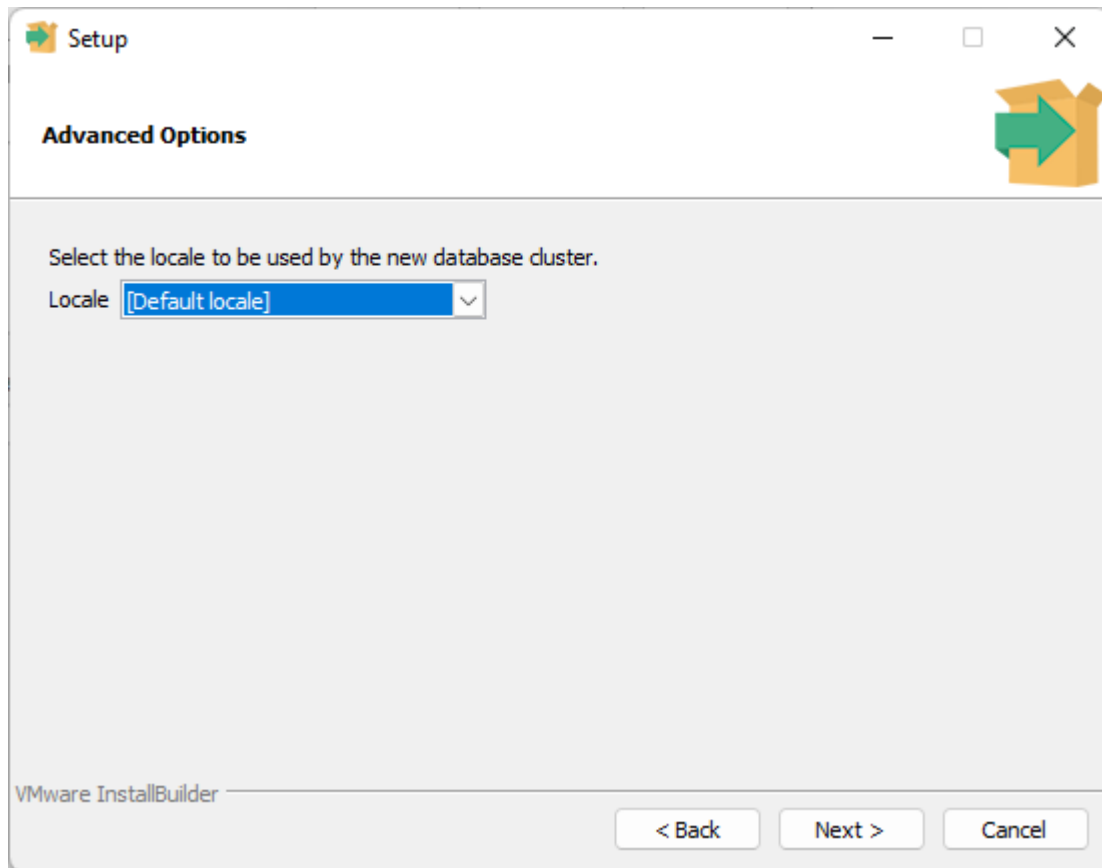 Setup
Advanced Options
Select the locale to be used by the new database cluster.
Locale [Default locale]
VMware InstallBuilder
< Back Next > Cancel